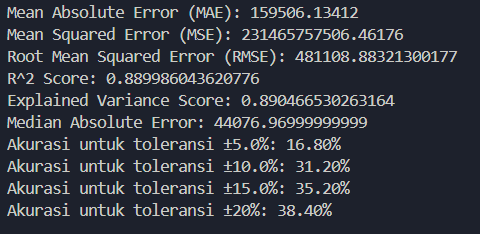 Mean Absolute Error (MAE): 159506.13412
Mean Squared Error (MSE): 231465757506.46176
Root Mean Squared Error (RMSE): 481108.88321300177
R^2 Score: 0.889986043620776
Explained Variance Score: 0.890466530263164
Median Absolute Error: 44076.96999999999
Akurasi untuk toleransi ±5.0%: 16.80%
Akurasi untuk toleransi ±10.0%: 31.20%
Akurasi untuk toleransi ±15.0%: 35.20%
Akurasi untuk toleransi ±20%: 38.40%